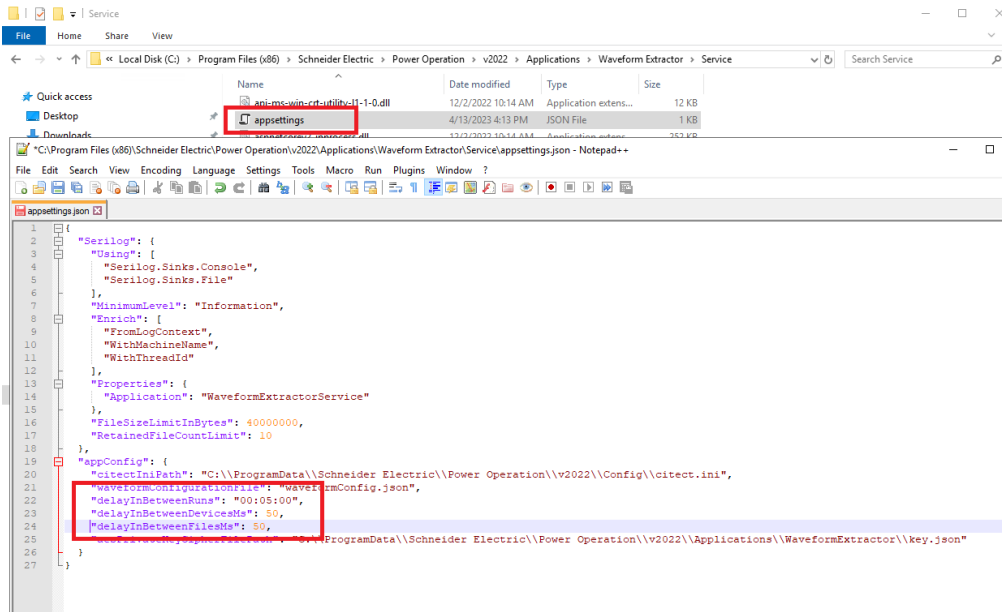 Service
File Home Share View
« Local Disk (C:) › Program Files (x86) › Schneider Electric › Power Operation › v2022 › Applications › Waveform Extractor › Service
Search Service
Name Date modified Type Size
Quick access
api-ms-win-crt-utility-l1-1-0.dll 12/2/2022 10:14 AM Application extens... 12 KB
Desktop
appsettings 4/13/2023 4:13 PM JSON File 1 KB
Downloads
12/2/2022 10:14 AM Application extens... 252 KB
*C:\Program Files (x86)\Schneider Electric\Power Operation\v2022\Applications\Waveform Extractor\Service\appsettings.json - Notepad++
File Edit Search View Encoding Language Settings Tools Macro Run Plugins Window ?
appsettings.json
1 {
2 "Serilog": {
3 "Using": [
4 "Serilog.Sinks.Console",
5 "Serilog.Sinks.File"
6 ],
7 "MinimumLevel": "Information",
8 "Enrich": [
9 "FromLogContext",
10 "WithMachineName",
11 "WithThreadId"
12 ],
13 "Properties": {
14 "Application": "WaveformExtractorService"
15 },
16 "FileSizeLimitInBytes": 40000000,
17 "RetainedFileCountLimit": 10
18 },
19 "appConfig": {
20 "citectIniPath": "C:\\ProgramData\\Schneider Electric\\Power Operation\\v2022\\Config\\citect.ini",
21 "waveformConfigurationFile": "WaveformConfig.json",
22 "delayInBetweenRuns": "00:05:00",
23 "delayInBetweenDevicesMs": 50,
24 "delayInBetweenFilesMs": 50,
25 "C:\\ProgramData\\Schneider Electric\\Power Operation\\v2022\\Applications\\WaveformExtractor\\key.json"
26 }
27 }